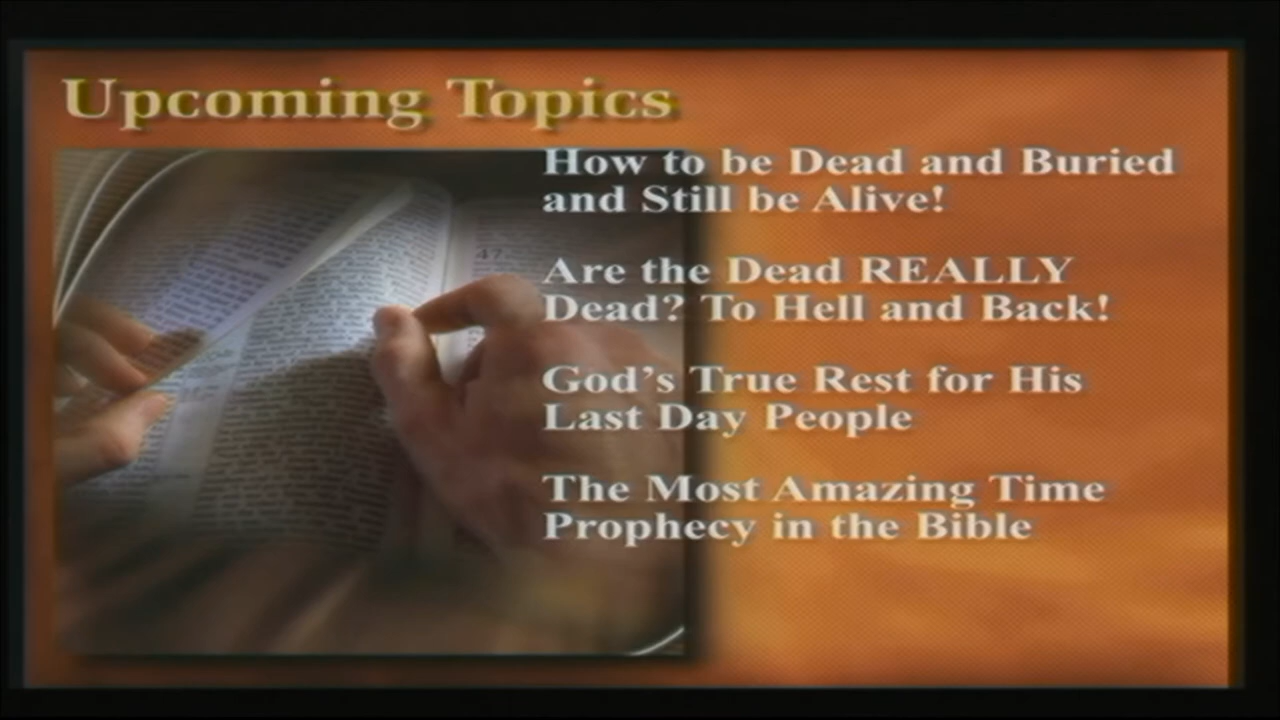 Upcoming Topics
How to be Dead and Buried
and Still be Alive!
Are the Dead REALLY
Dead? To Hell and Back!
God's True Rest for His
Last Day People
The Most Amazing Time
Prophecy in the Bible
47